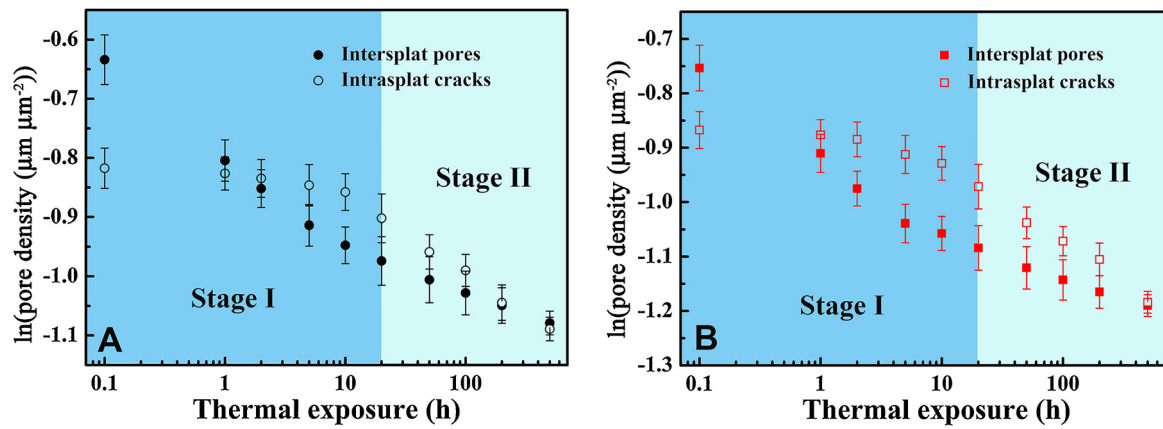 -0.6
-0.7
-0.8
-0.9
-1.0
-1.1
ln(pore density (μm μm⁻²))
Intersplat pores
Intrasplat cracks
Stage II
Stage I
A
0.1 1 10 100
Thermal exposure (h)
-0.7
-0.8
-0.9
-1.0
-1.1
-1.2
-1.3
ln(pore density (μm μm⁻²))
Intersplat pores
Intrasplat cracks
Stage II
Stage I
B
0.1 1 10 100
Thermal exposure (h)